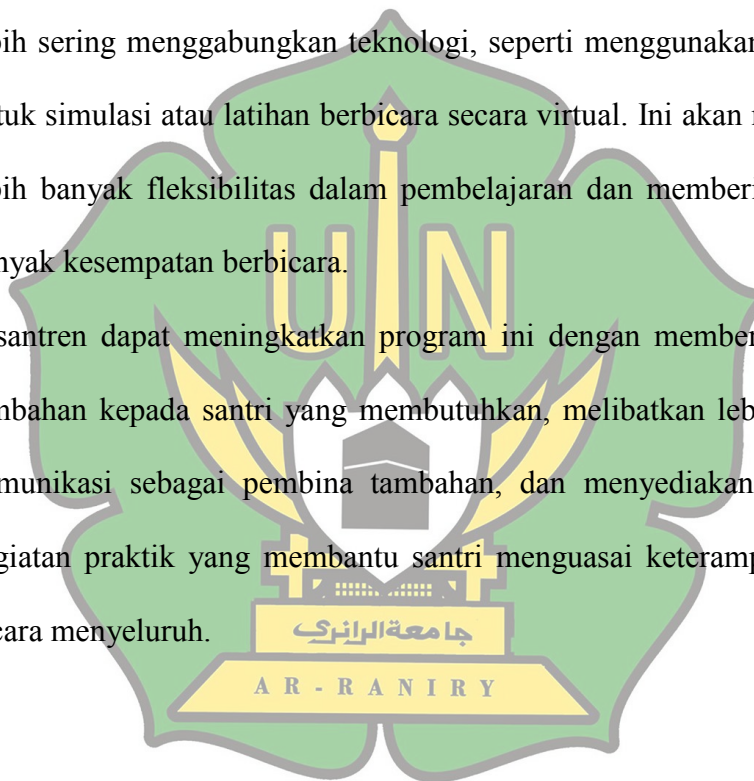 bih sering menggabungkan teknologi, seperti menggunakan
tuk simulasi atau latihan berbicara secara virtual. Ini akan
bih banyak fleksibilitas dalam pembelajaran dan memberi
nyak kesempatan berbicara.
UIN
santren dapat meningkatkan program ini dengan member
mbahan kepada santri yang membutuhkan, melibatkan leb
munikasi sebagai pembina tambahan, dan menyediakan
giatan praktik yang membantu santri menguasai keteramp
cara menyeluruh.
جامعة الرانري
AR-RANIRY